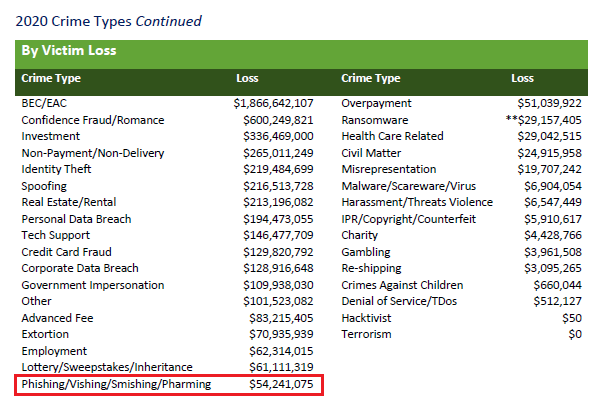 2020 Crime Types Continued
By Victim Loss
Crime Type Loss Crime Type Loss
BEC/EAC $1,866,642,107 Overpayment $51,039,922
Confidence Fraud/Romance $600,249,821 Ransomware **$29,157,405
Investment $336,469,000 Health Care Related $29,042,515
Non-Payment/Non-Delivery $265,011,249 Civil Matter $24,915,958
Identity Theft $219,484,699 Misrepresentation $19,707,242
Spoofing $216,513,728 Malware/Scareware/Virus $6,904,054
Real Estate/Rental $213,196,082 Harassment/Threats Violence $6,547,449
Personal Data Breach $194,473,055 IPR/Copyright/Counterfeit $5,910,617
Tech Support $146,477,709 Charity $4,428,766
Credit Card Fraud $129,820,792 Gambling $3,961,508
Corporate Data Breach $128,916,648 Re-shipping $3,095,265
Government Impersonation $109,938,030 Crimes Against Children $660,044
Other $101,523,082 Denial of Service/TDos $512,127
Advanced Fee $83,215,405 Hacktivist $50
Extortion $70,935,939 Terrorism $0
Employment $62,314,015
Lottery/Sweepstakes/Inheritance $61,111,319
Phishing/Vishing/Smishing/Pharming $54,241,075